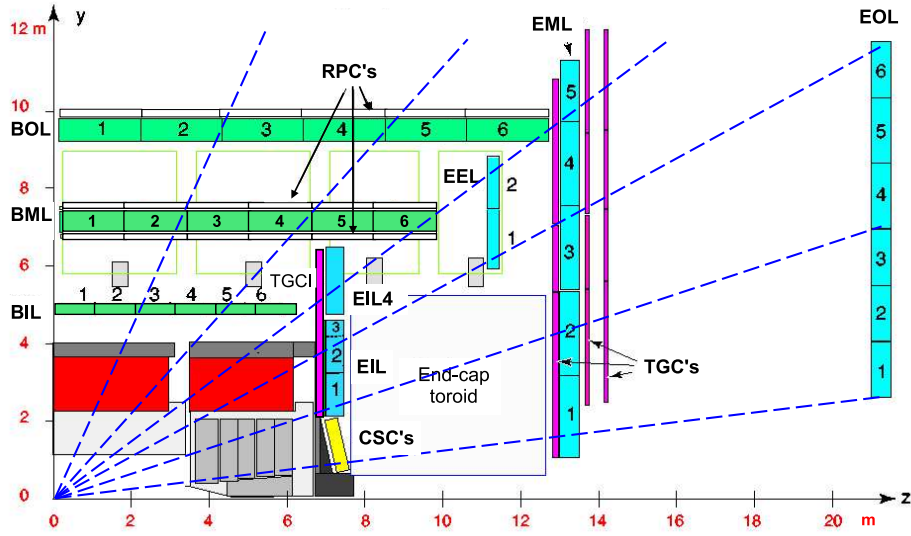 y
12 m
EML
EOL
RPC's
10
BOL
1 2 3 4 5 6
5
6
5
8
EEL
2
4
4
BML
1 2 3 4 5 6
1
3
3
6
TGCI
EIL4
1 2 3 4 5 6
BIL
2
2
4
3
2
EIL
End-cap
toroid
TGC's
1
1
2
1
CSC's
0
0 2 4 6 8 10 12 14 16 18 20 m
z